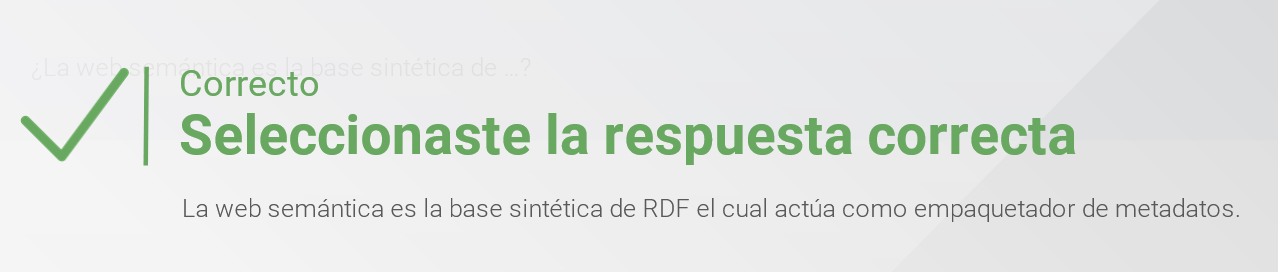 ¿La web semántica es la base sintética de ...?
Correcto
Seleccionaste la respuesta correcta
La web semántica es la base sintética de RDF el cual actúa como empaquetador de metadatos.